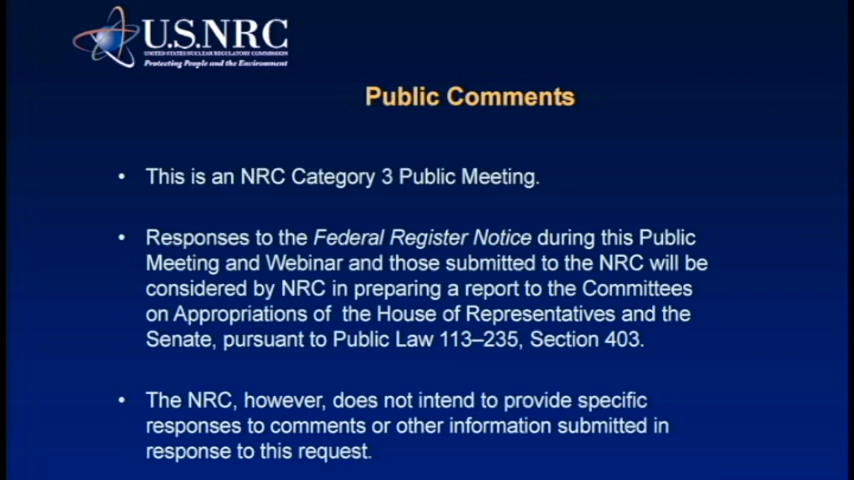 U.S.NRC
UNITED STATES NUCLEAR REGULATORY COMMISSION
Protecting People and the Environment
Public Comments
• This is an NRC Category 3 Public Meeting.
• Responses to the Federal Register Notice during this Public
Meeting and Webinar and those submitted to the NRC will be
considered by NRC in preparing a report to the Committees
on Appropriations of the House of Representatives and the
Senate, pursuant to Public Law 113–235, Section 403.
• The NRC, however, does not intend to provide specific
responses to comments or other information submitted in
response to this request.